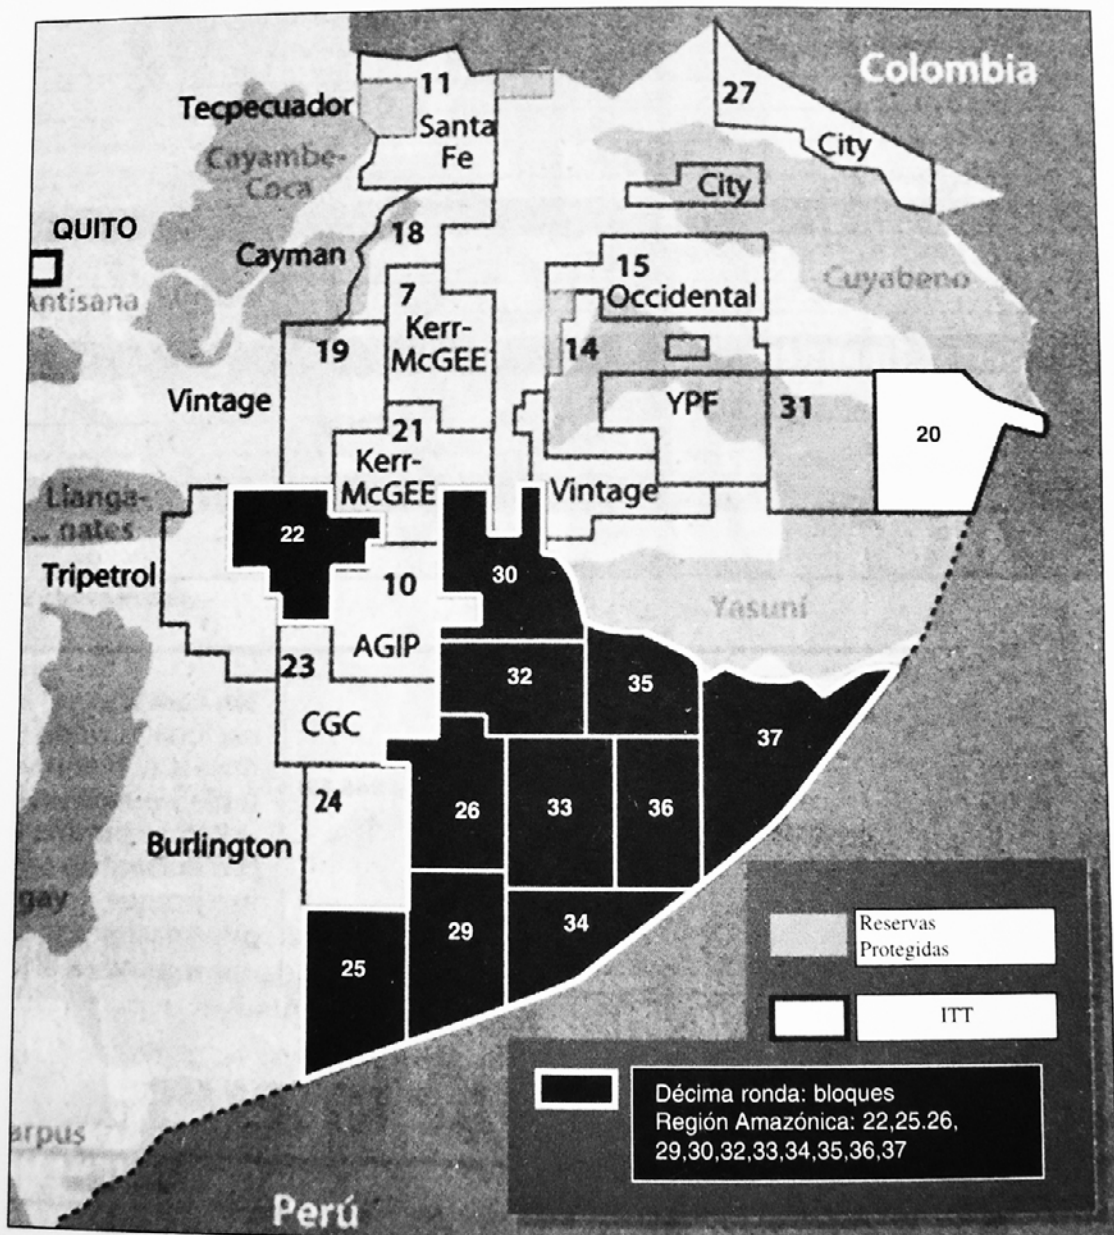 Colombia
11
27
Tecpecuador
Santa
Fe
City
Cayambe-
Coca
City
QUITO
18
Cayman
15
Occidental
Cuyabeno
Antisana
7
Kerr-
McGEE
19
14
Vintage
YPF
31
20
21
Kerr-
McGEE
Vintage
Llanga-
nates
22
30
Tripetrol
10
Yasuní
AGIP
23
32
35
CGC
37
24
26
33
36
Burlington
gay
29
34
25
Reservas
Protegidas
ITT
Décima ronda: bloques
Región Amazónica: 22,25.26,
29,30,32,33,34,35,36,37
arpus
Perú